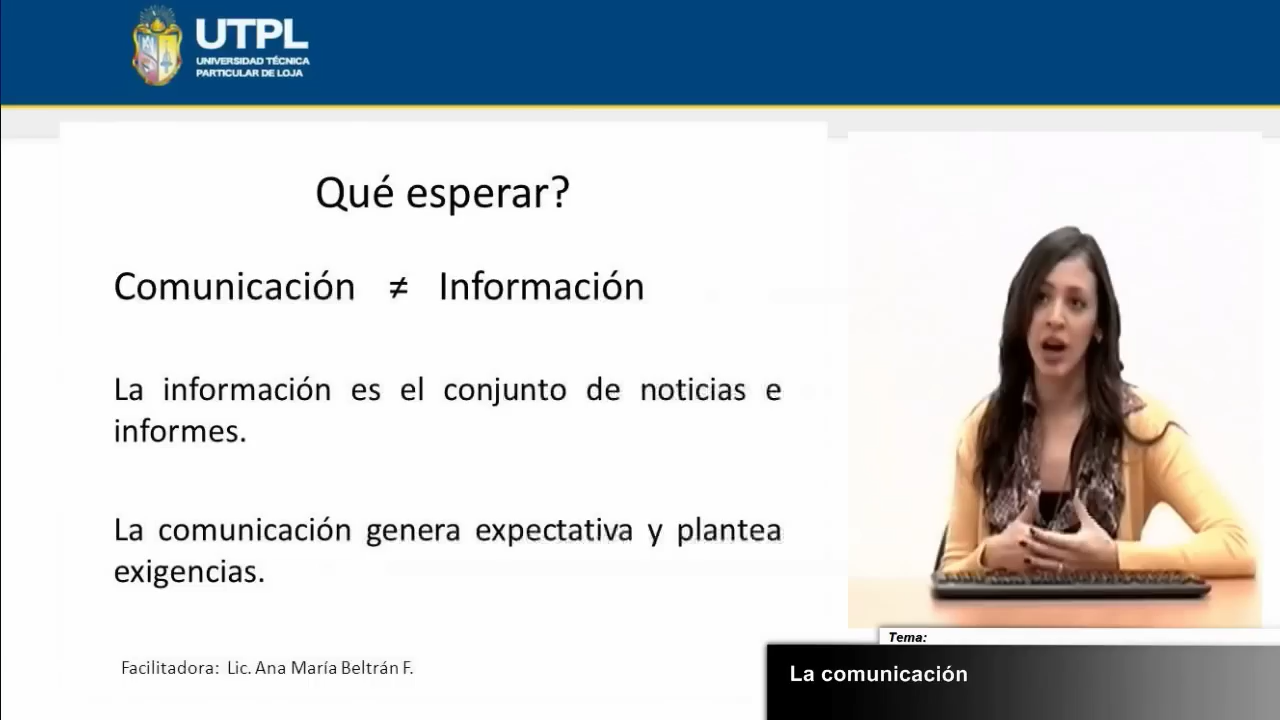 UTPL
UNIVERSIDAD TÉCNICA
PARTICULAR DE LOJA
Qué esperar?
Comunicación ≠ Información
La información es el conjunto de noticias e
informes.
La comunicación genera expectativa y plantea
exigencias.
Facilitadora: Lic. Ana María Beltrán F.
Tema:
La comunicación